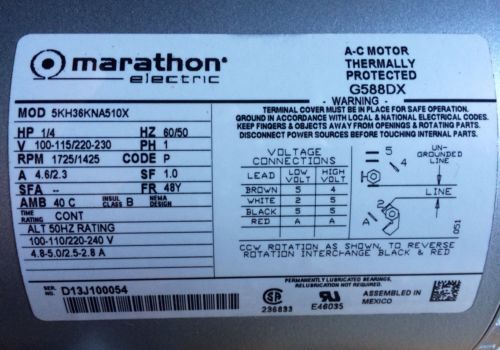 marathon®
electric
A-C MOTOR
THERMALLY
PROTECTED
G588DX
MOD 5KH36KNA510X
HP 1/4 HZ 60/50
V 100-115/220-230 PH 1
RPM 1725/1425 CODE P
A 4.6/2.3 SF 1.0
SFA -- FR 48Y
AMB 40 C INSUL CLASS B NEMA DESIGN
TIME RATING CONT
ALT 50HZ RATING
100-110/220-240 V
4.8-5.0/2.5-2.8 A
- WARNING -
TERMINAL COVER MUST BE IN PLACE FOR SAFE OPERATION.
GROUND IN ACCORDANCE WITH LOCAL & NATIONAL ELECTRICAL CODES.
KEEP FINGERS & OBJECTS AWAY FROM OPENINGS & ROTATING PARTS.
DISCONNECT POWER SOURCES BEFORE TOUCHING INTERNAL PARTS.
VOLTAGE
CONNECTIONS
LEAD LOW VOLT HIGH VOLT
BROWN 5 4
WHITE 2 5
BLACK 5 5
RED A A
5
4
UN-
GROUNDED
LINE
LINE
A
2
051
CCW ROTATION AS SHOWN, TO REVERSE
ROTATION INTERCHANGE BLACK & RED
PERMANENTLY LUBRICATED BEARINGS,
RELUBRICATION NOT REQUIRED.
SER. NO. D13J100054
SA
236833
E46035
ASSEMBLED IN
MEXICO